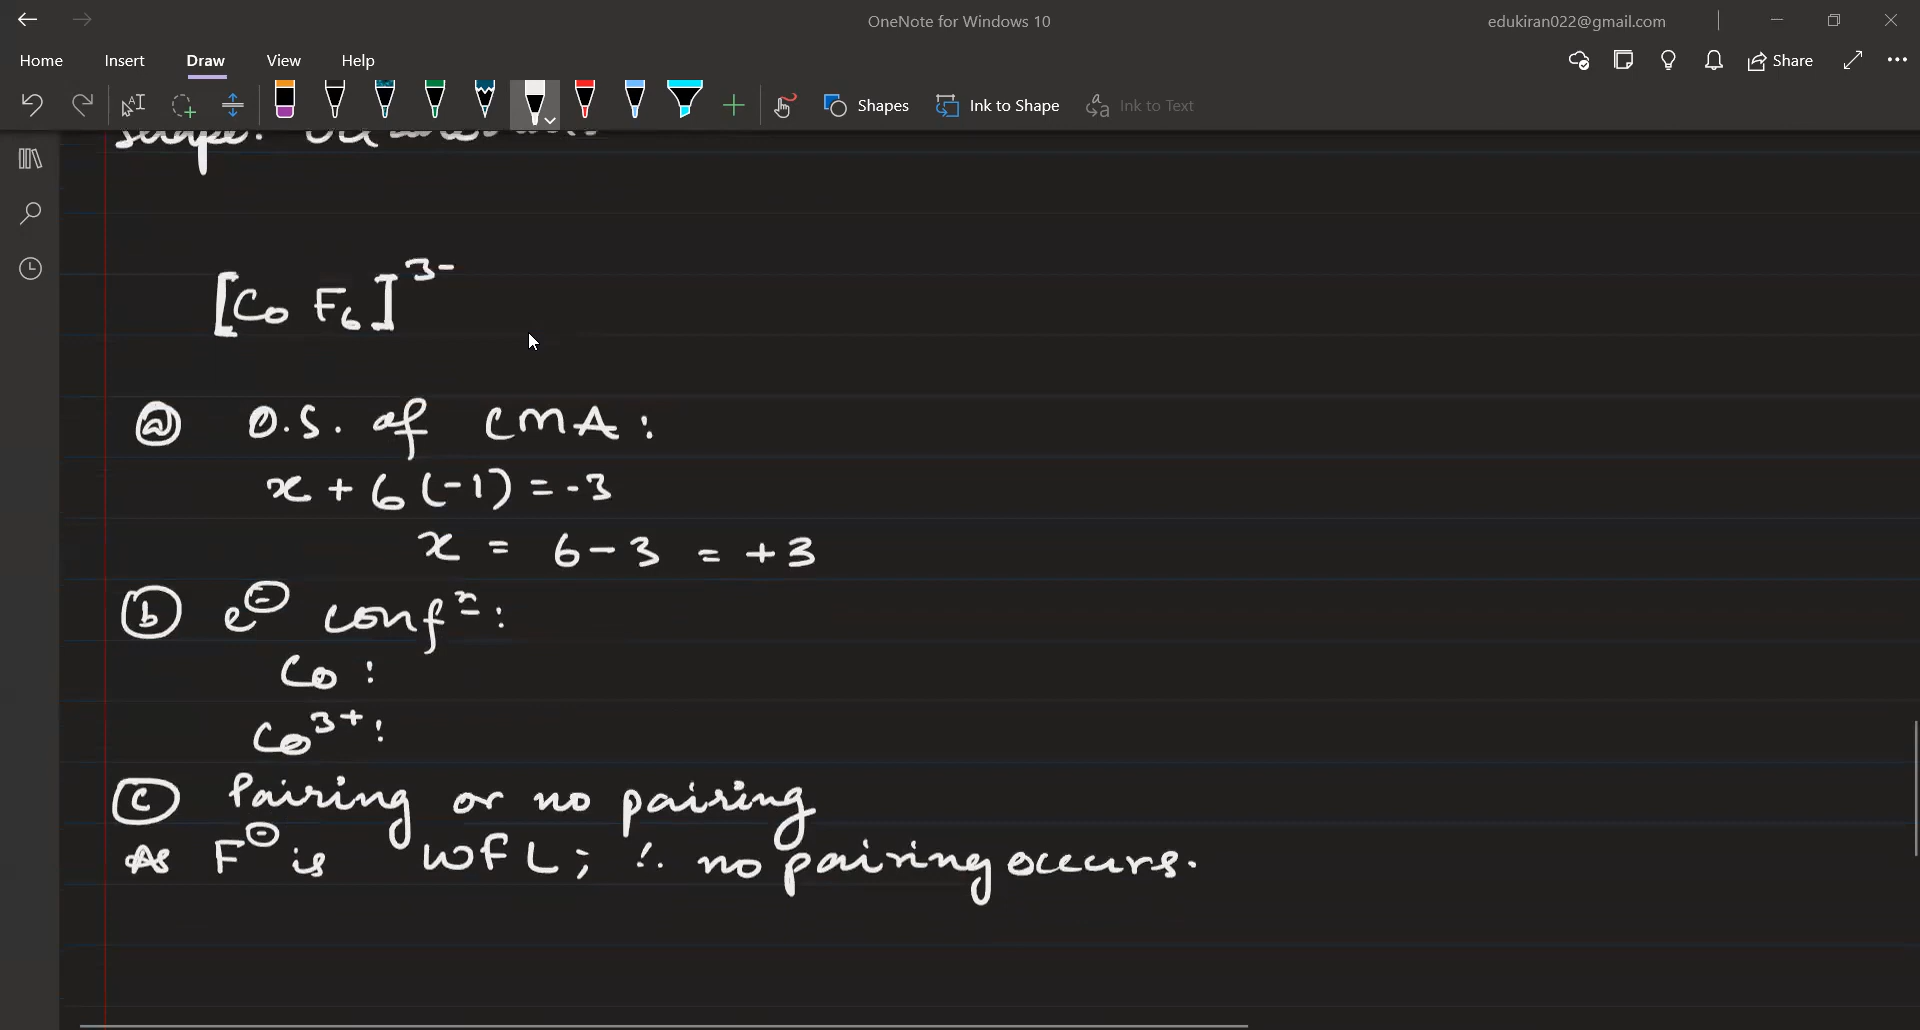 OneNote for Windows 10
edukiran022@gmail.com
Home Insert Draw View Help
Share
Shapes Ink to Shape Ink to Text
shape:
[Co F₆]³⁻
ⓐ O.S. of CMA :
x + 6 (-1) = -3
x = 6 - 3 = +3
ⓑ e⊖ confⁿ :
Co :
Co³⁺ :
ⓒ Pairing or no pairing
As F⊖ is WFL ; ∴ no pairing occurs.